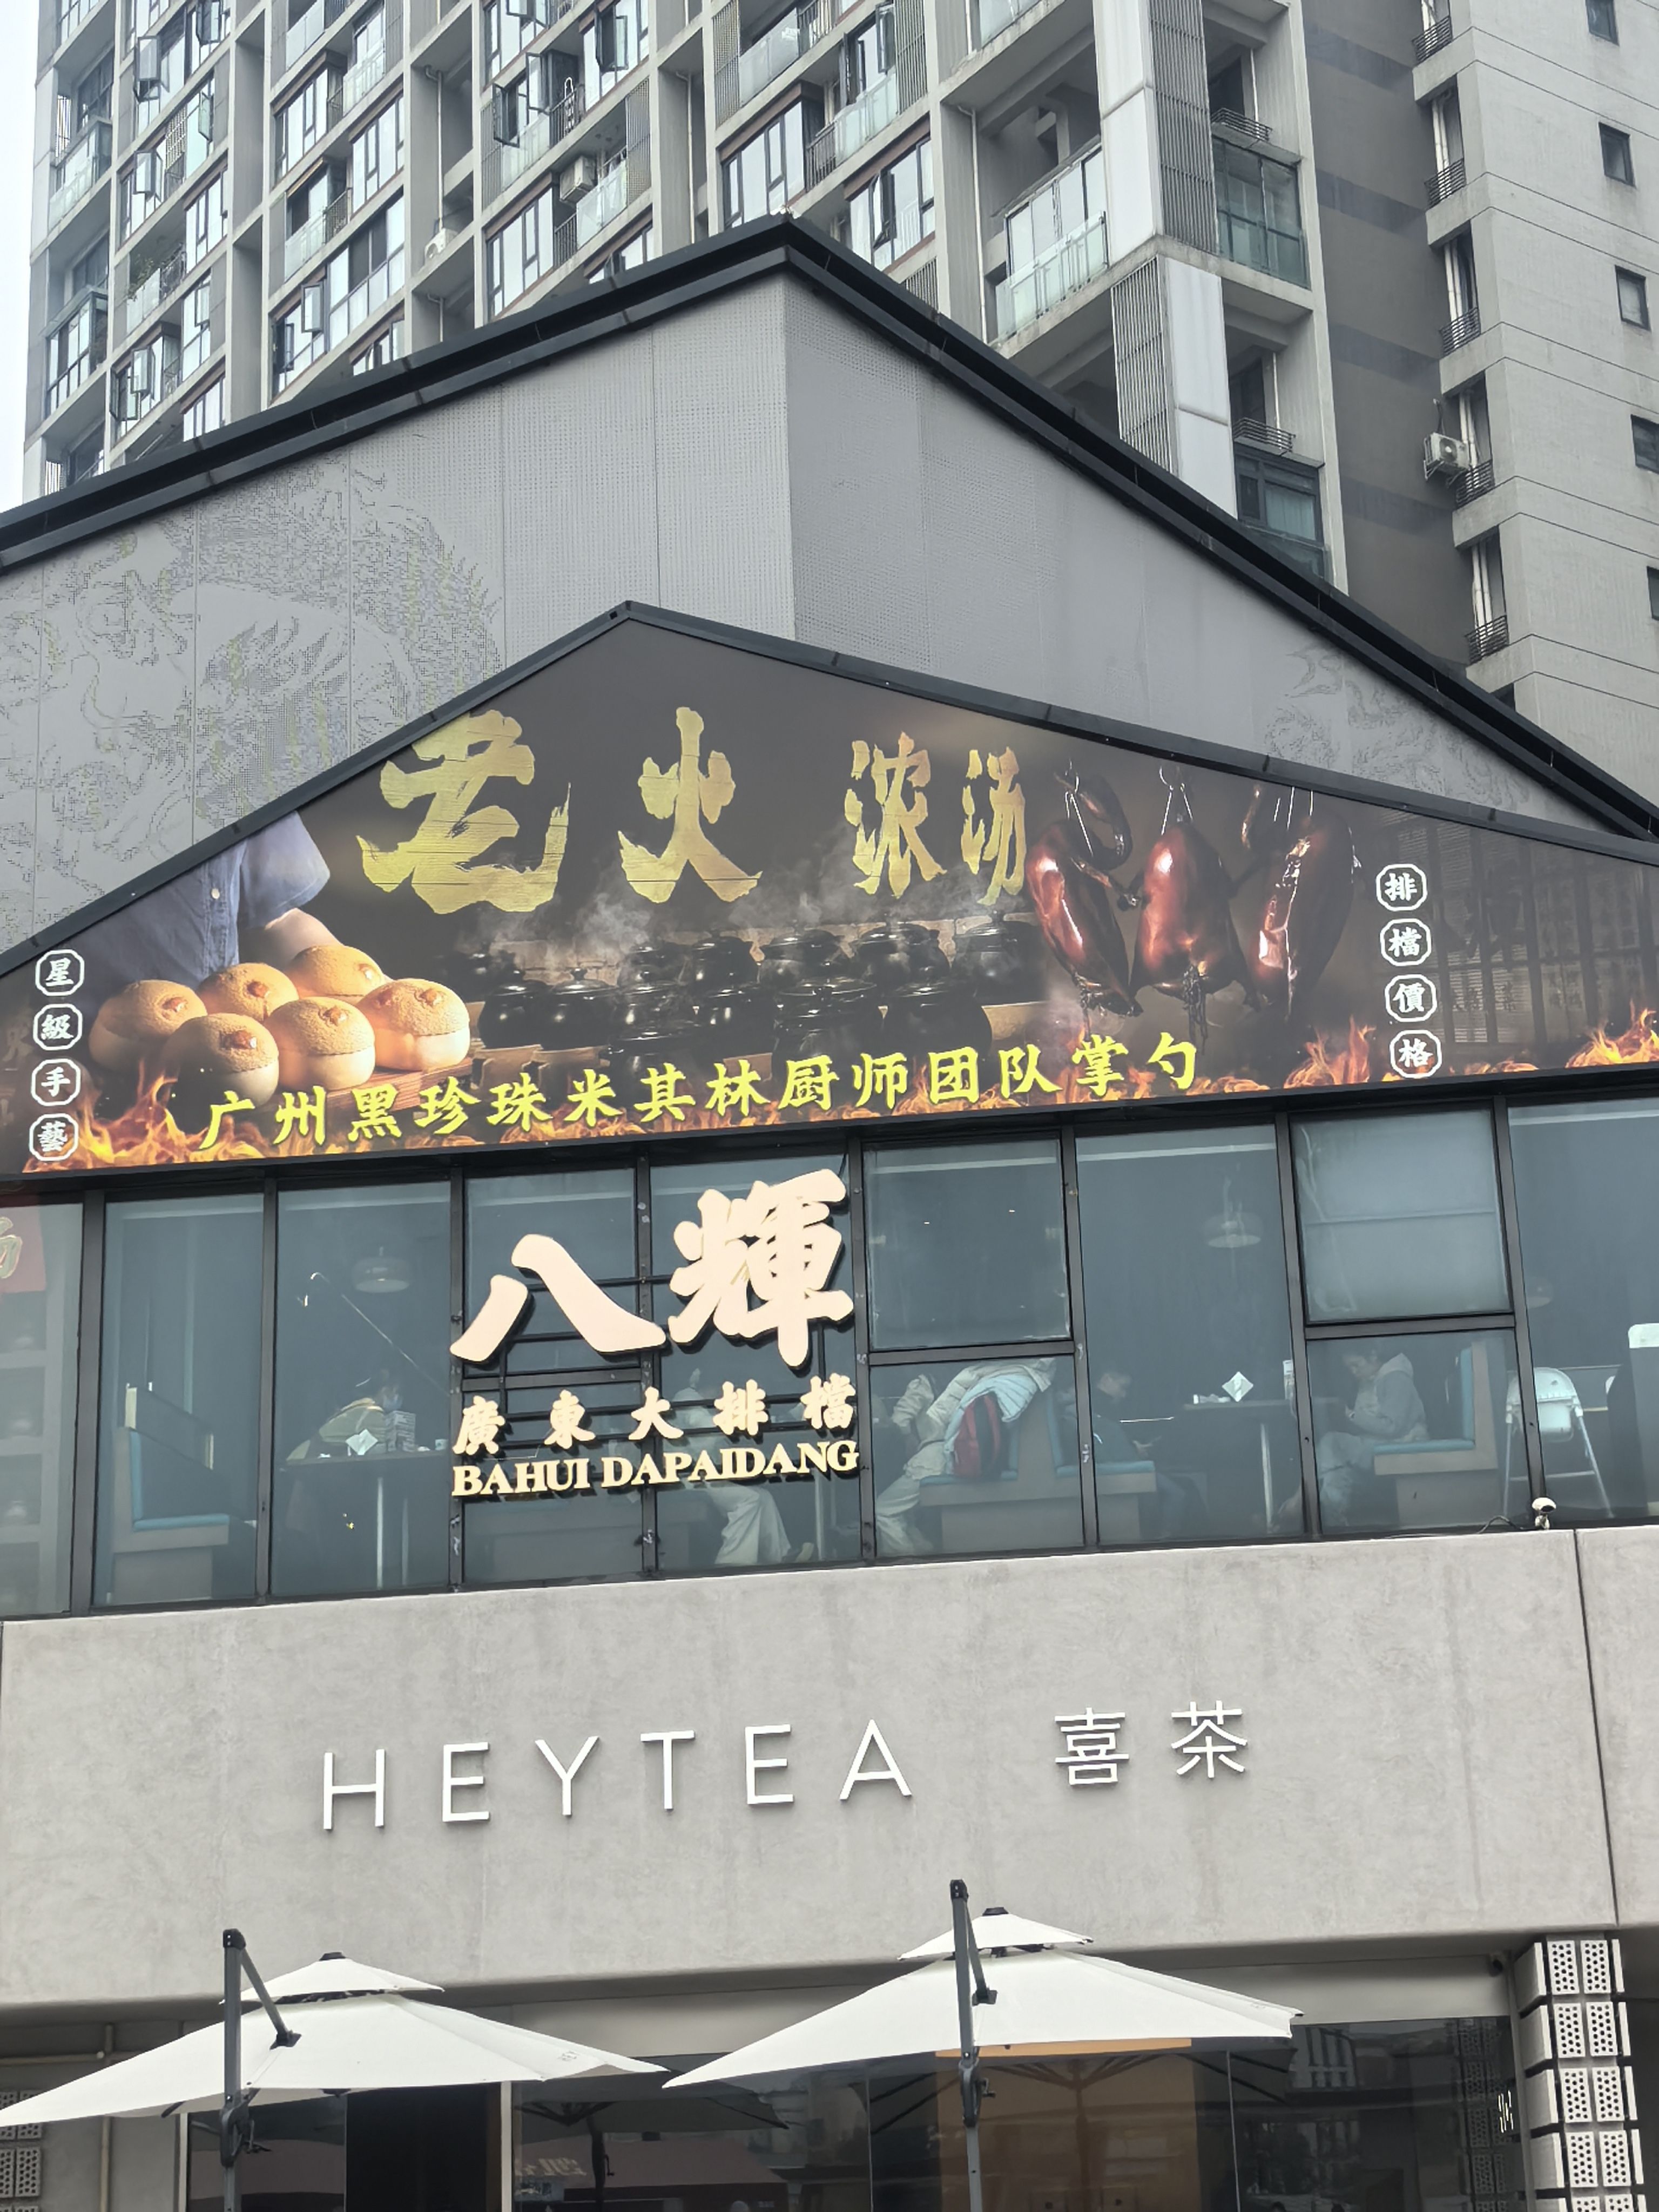 老火 浓汤
星級手藝
排檔價格
广州黑珍珠米其林厨师团队掌勺
八輝
廣東大排檔
BAHUI DAPAIDANG
HEYTEA 喜茶